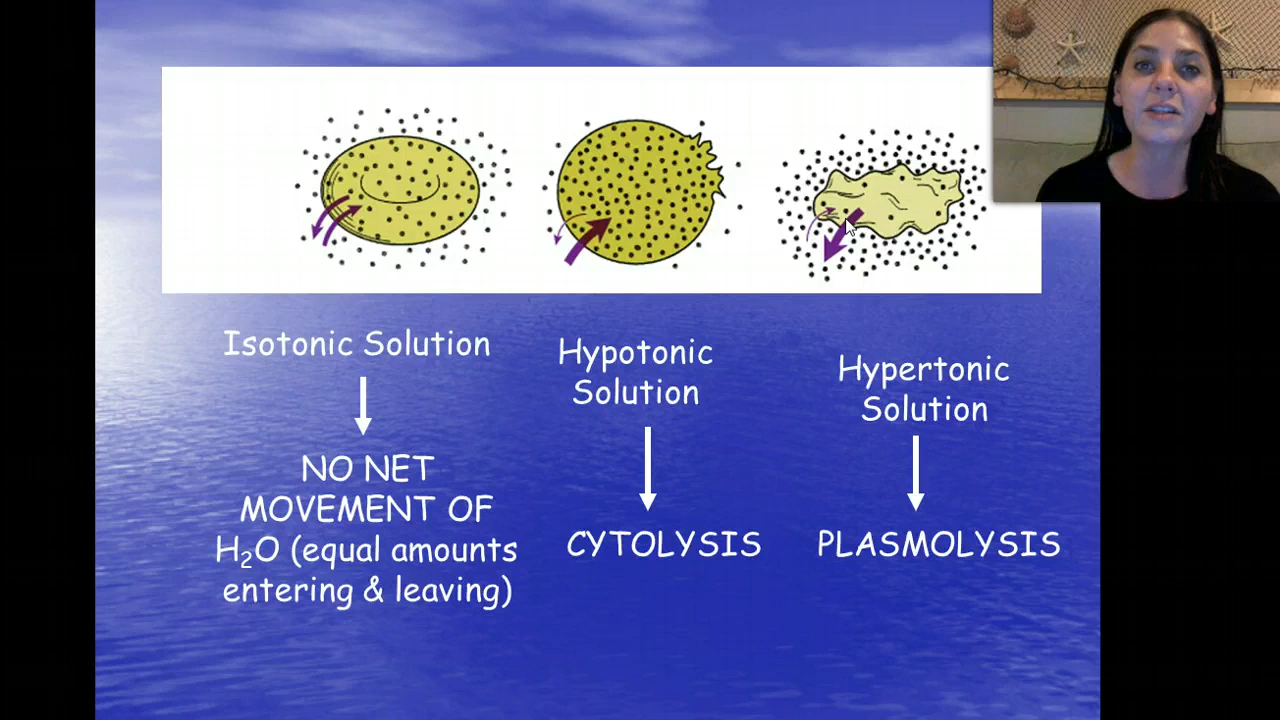 Isotonic Solution
NO NET
MOVEMENT OF
H₂O (equal amounts
entering & leaving)
Hypotonic
Solution
CYTOLYSIS
Hypertonic
Solution
PLASMOLYSIS